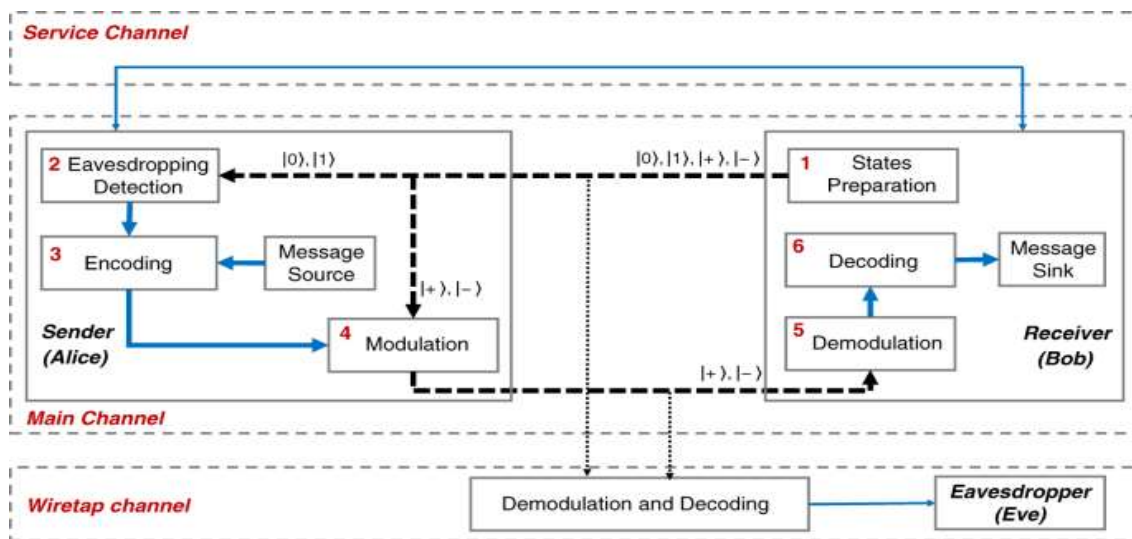 Service Channel
2 Eavesdropping
Detection
|0⟩, |1⟩
|0⟩, |1⟩, |+⟩, |−⟩
1 States
Preparation
3 Encoding
Message
Source
6 Decoding
Message
Sink
|+⟩, |−⟩
Sender
(Alice)
4 Modulation
5 Demodulation
Receiver
(Bob)
|+⟩, |−⟩
Main Channel
Wiretap channel
Demodulation and Decoding
Eavesdropper
(Eve)